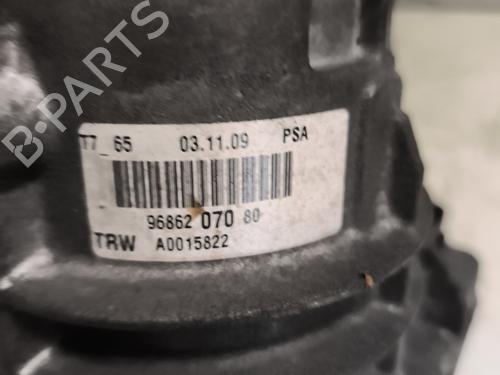 B-PARTS
T7_65 03.11.09 PSA
96862 070 80
TRW A0015822